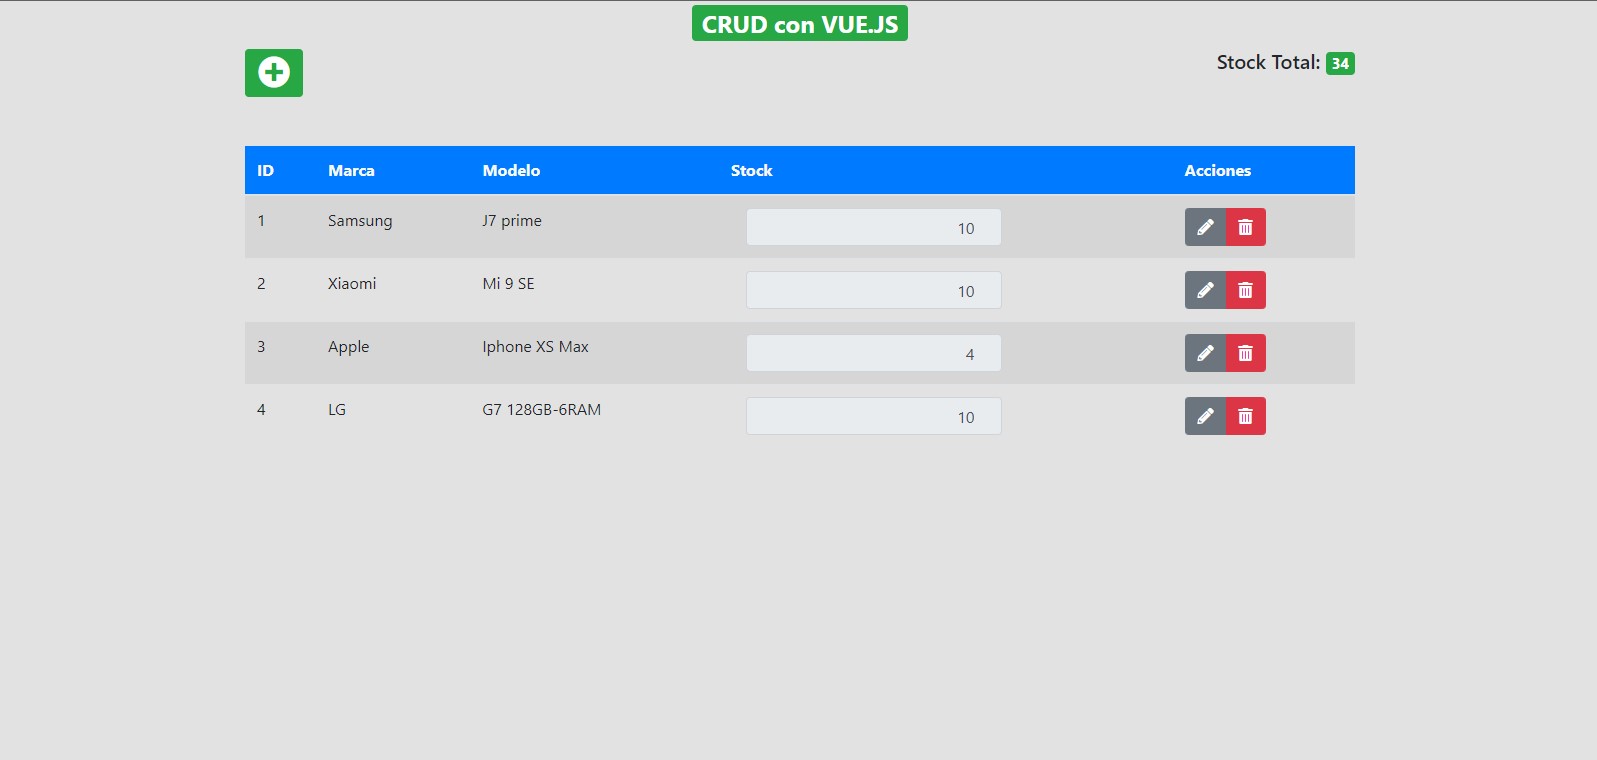 CRUD con VUE.JS
Stock Total: 34
ID Marca Modelo Stock Acciones
1 Samsung J7 prime 10
2 Xiaomi Mi 9 SE 10
3 Apple Iphone XS Max 4
4 LG G7 128GB-6RAM 10